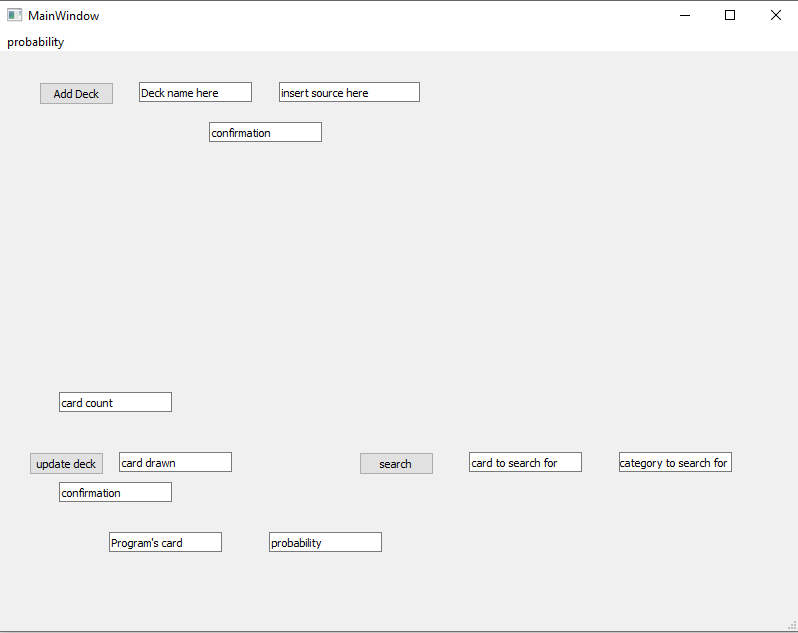 MainWindow
probability
Add Deck
Deck name here
insert source here
confirmation
card count
update deck
card drawn
search
card to search for
category to search for
confirmation
Program's card
probability